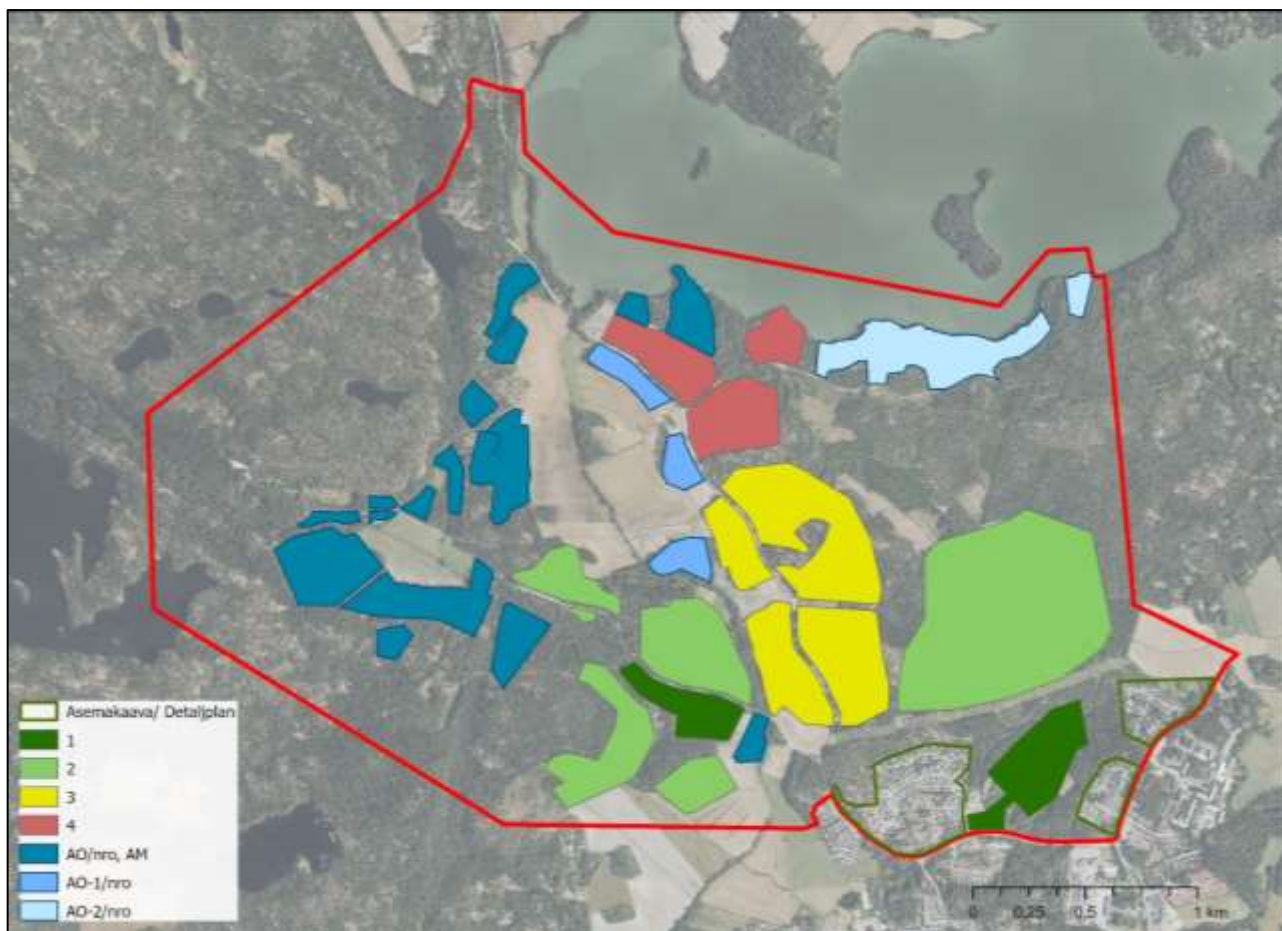 Asemakaava/ Detaljplan
1
2
3
4
AO/nro, AM
AO-1/nro
AO-2/nro
0 0,25 0,5 1 km